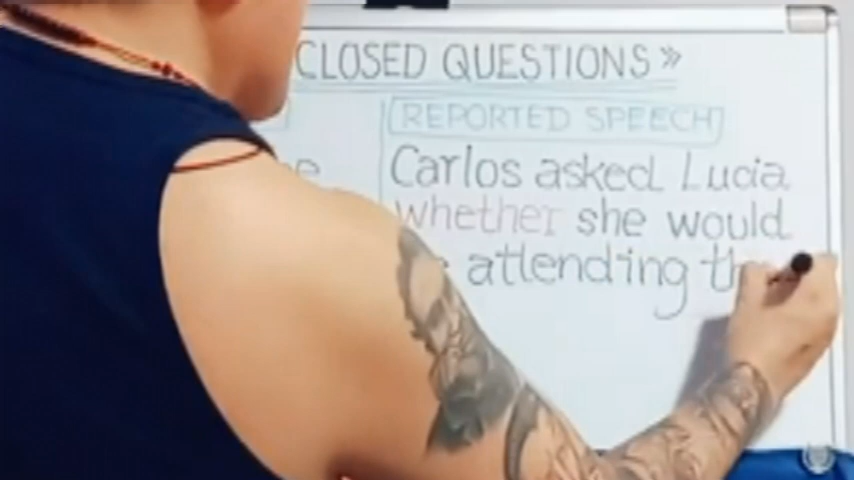 CLOSED QUESTIONS »
REPORTED SPEECH
Carlos asked Lucia
whether she would
attending